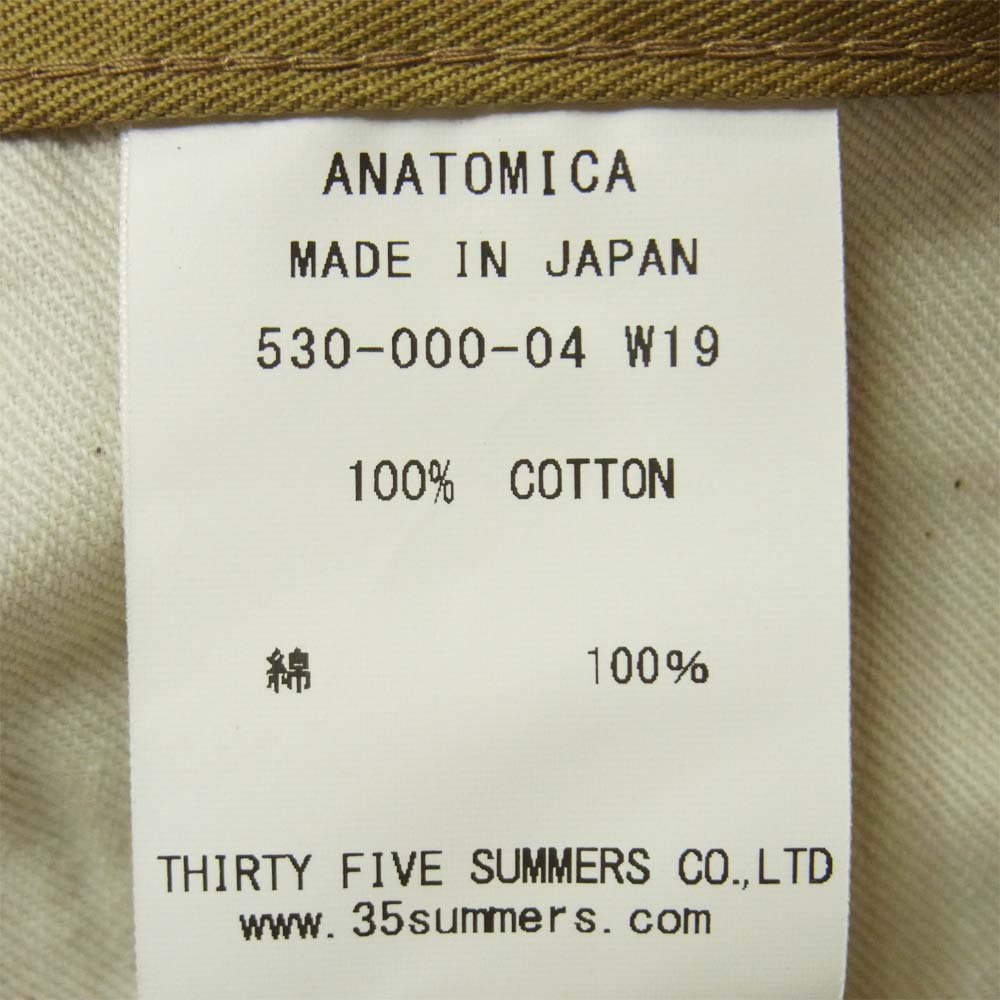 ANATOMICA
MADE IN JAPAN
530-000-04 W19
100% COTTON
綿 100%
THIRTY FIVE SUMMERS CO.,LTD
www.35summers.com